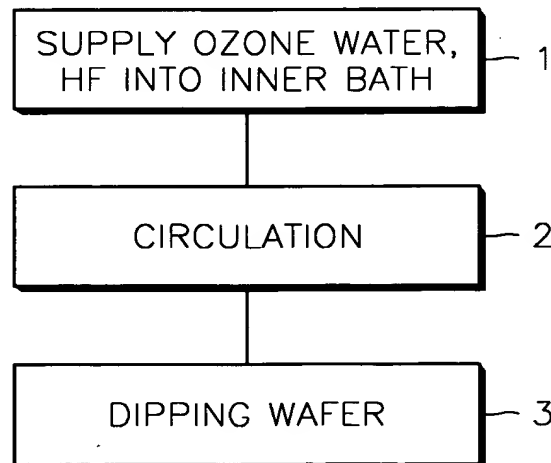 SUPPLY OZONE WATER, 1
HF INTO INNER BATH
CIRCULATION 2
DIPPING WAFER 3